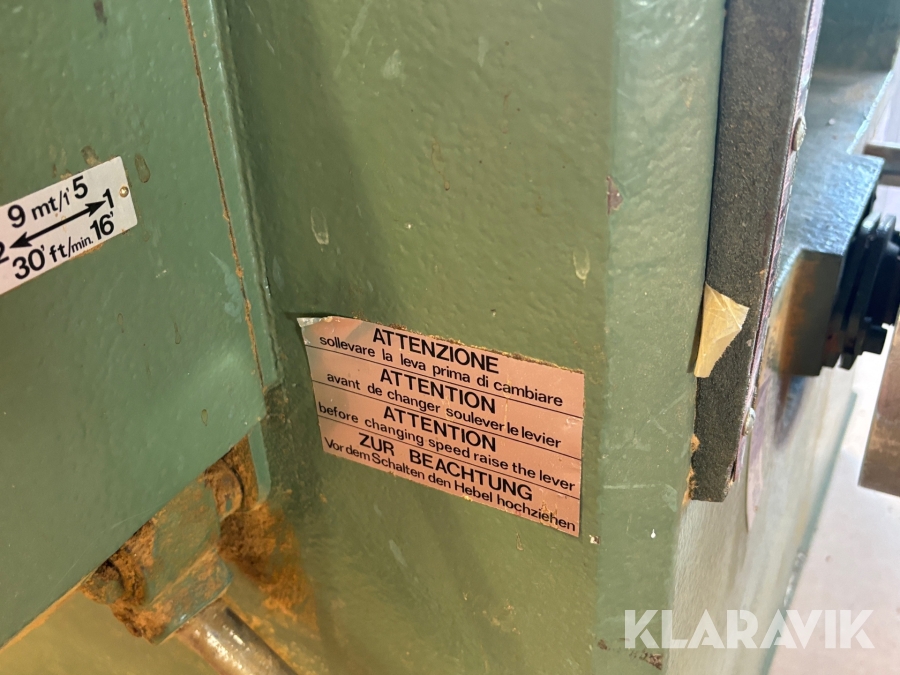 9 mt/1' 5
2 1
30' ft/min. 16'
ATTENZIONE
sollevare la leva prima di cambiare
ATTENTION
avant de changer soulever le levier
ATTENTION
before changing speed raise the lever
ZUR BEACHTUNG
Vor dem Schalten den Hebel hochziehen
KLARAVIK